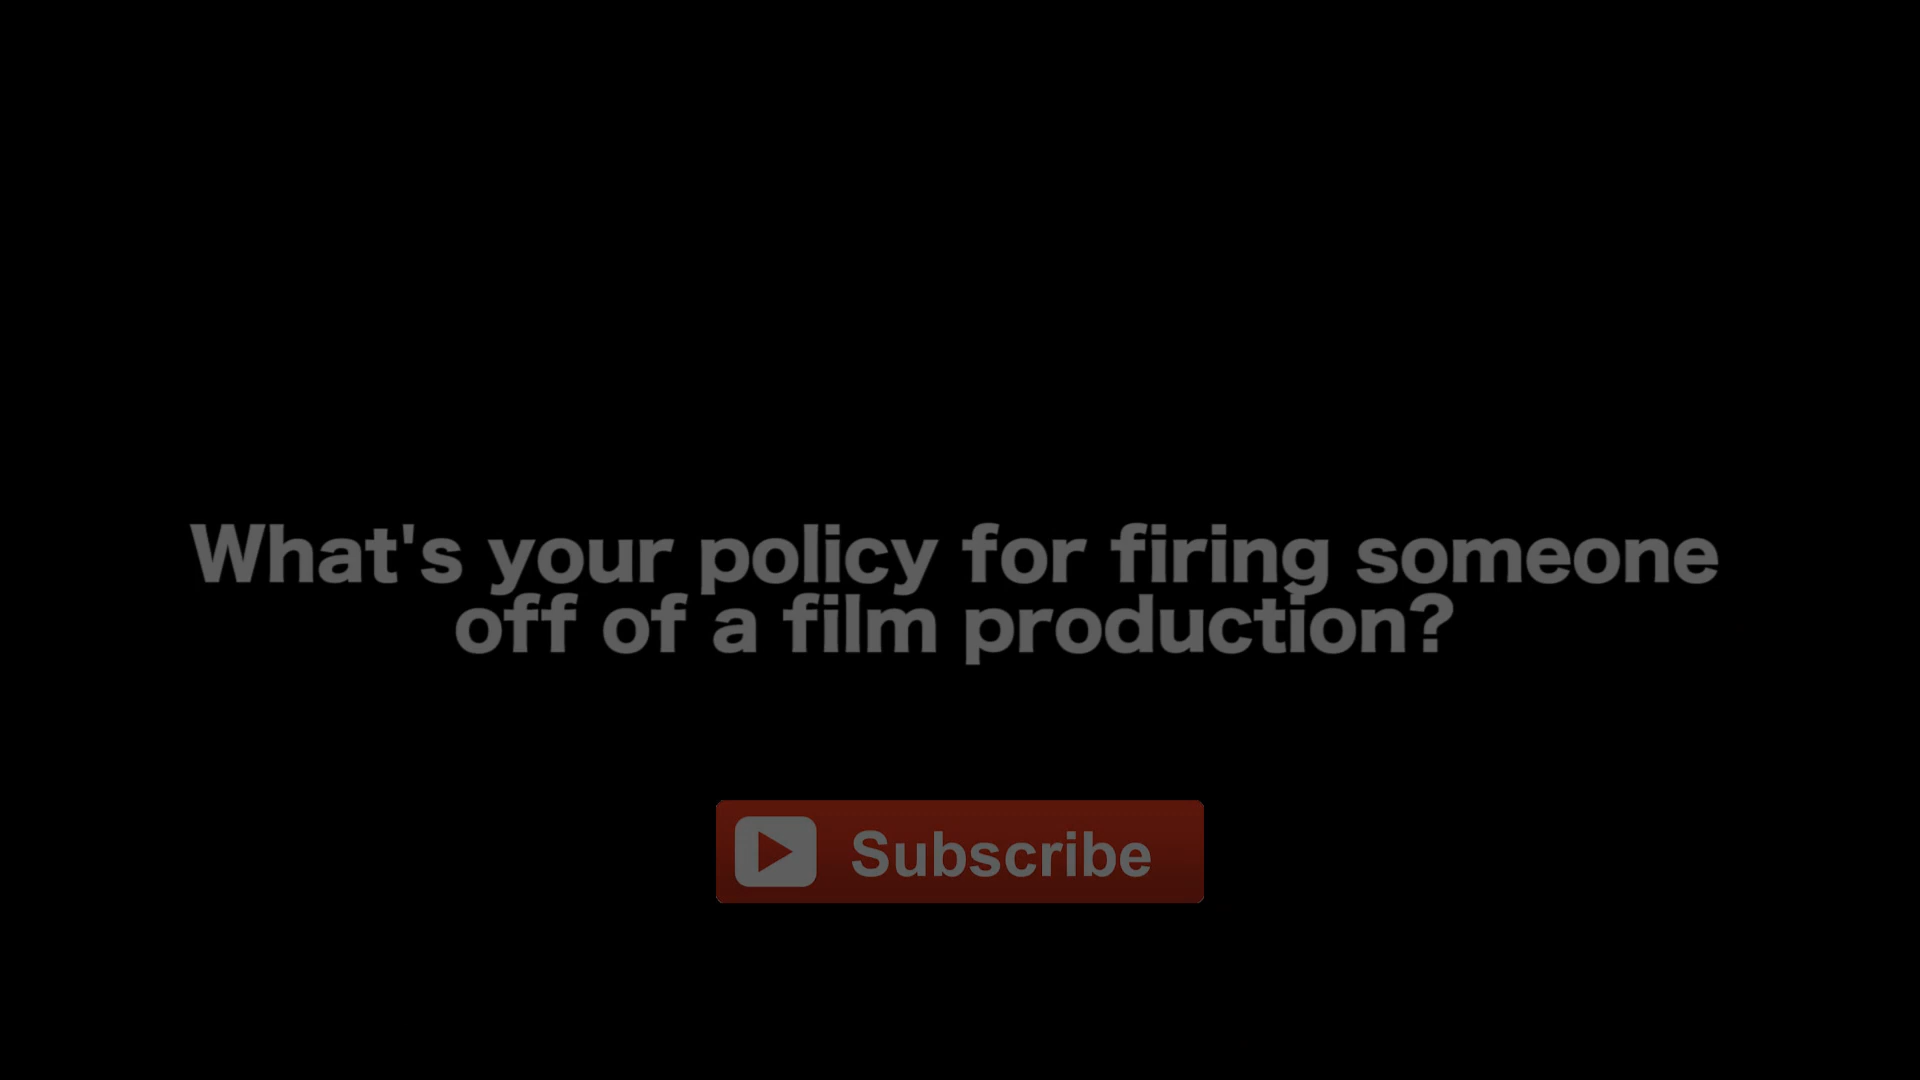 What's your policy for firing someone
off of a film production?
Subscribe